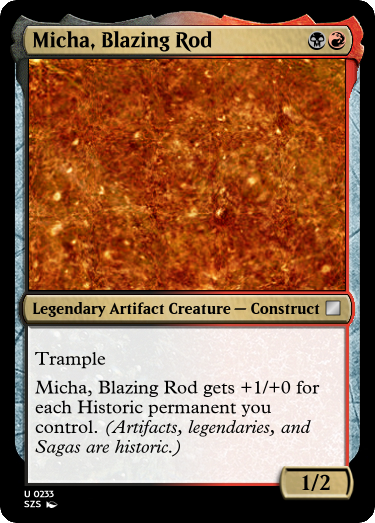 Micha, Blazing Rod
Legendary Artifact Creature — Construct
Trample
Micha, Blazing Rod gets +1/+0 for
each Historic permanent you
control. (Artifacts, legendaries, and
Sagas are historic.)
1/2
U 0233
SZS